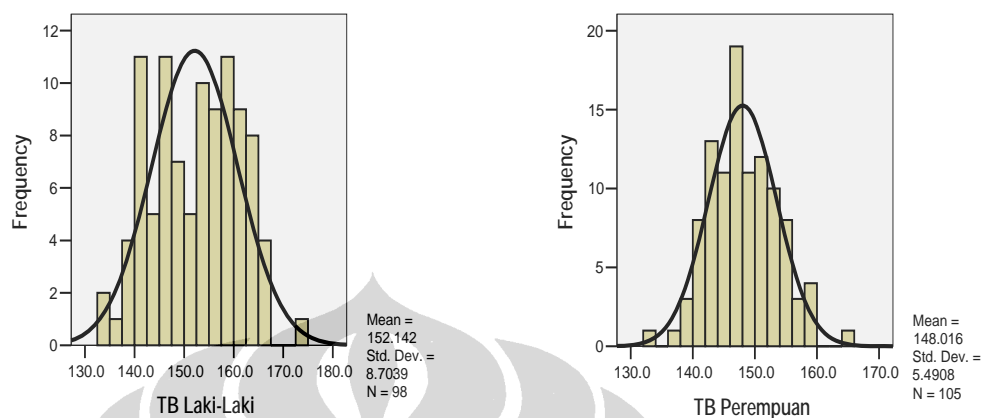 12
10
8
6
4
2
0
Frequency
130.0 140.0 150.0 160.0 170.0 180.0
TB Laki-Laki
Mean =
152.142
Std. Dev. =
8.7039
N = 98
20
15
10
5
0
Frequency
130.0 140.0 150.0 160.0 170.0
TB Perempuan
Mean =
148.016
Std. Dev. =
5.4908
N = 105